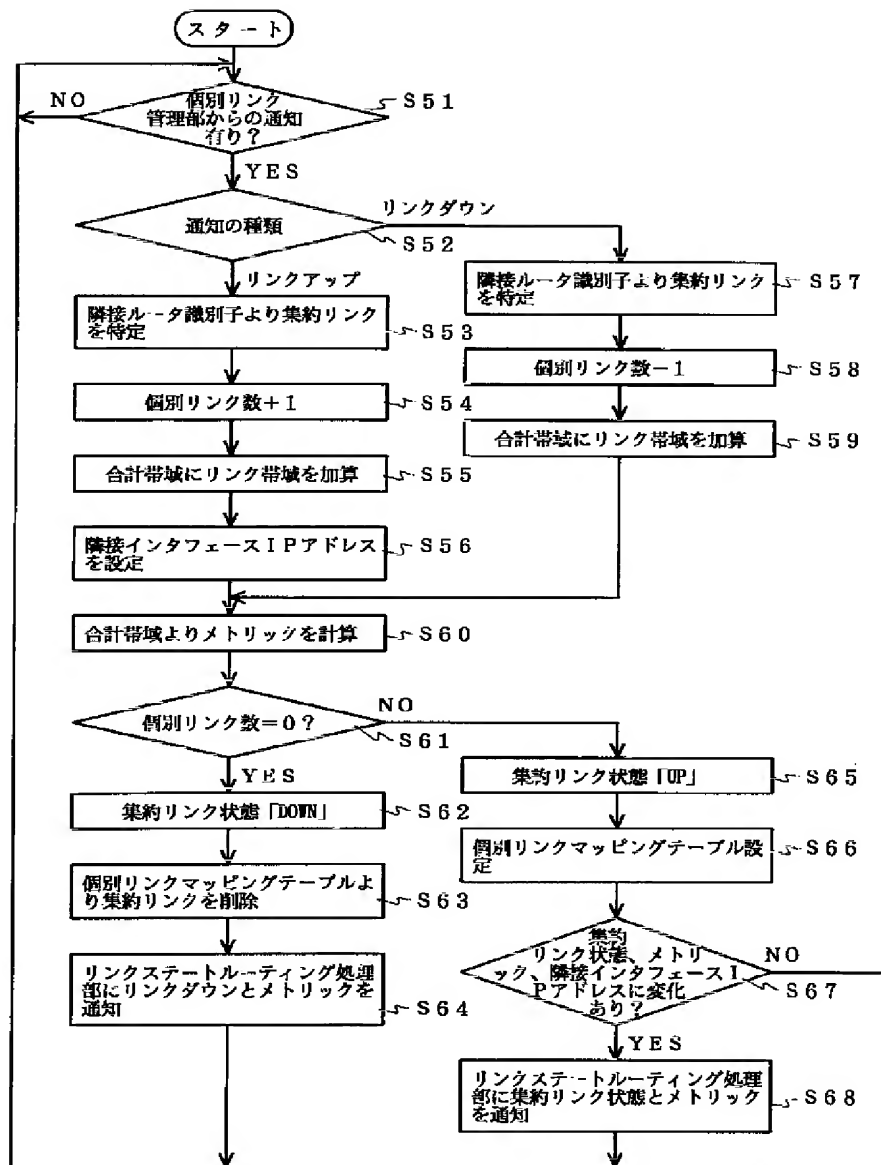 スタート
NO
個別リンク
管理部からの通知
有り？
S51
YES
通知の種類
リンクダウン
S52
リンクアップ
隣接ルータ識別子より集約リンク
を特定
S53
個別リンク数＋1
S54
合計帯域にリンク帯域を加算
S55
隣接インタフェースIPアドレス
を設定
S56
隣接ルータ識別子より集約リンク
を特定
S57
個別リンク数－1
S58
合計帯域にリンク帯域を加算
S59
合計帯域よりメトリックを計算
S60
個別リンク数＝0？
NO
S61
YES
集約リンク状態「DOWN」
S62
個別リンクマッピングテーブルよ
り集約リンクを削除
S63
リンクステートルーティング処理
部にリンクダウンとメトリックを
通知
S64
集約リンク状態「UP」
S65
個別リンクマッピングテーブル設
定
S66
集約
リンク状態、メトリ
ック、隣接インタフェースI
Pアドレスに変化
あり？
NO
S67
YES
リンクステートルーティング処理
部に集約リンク状態とメトリック
を通知
S68